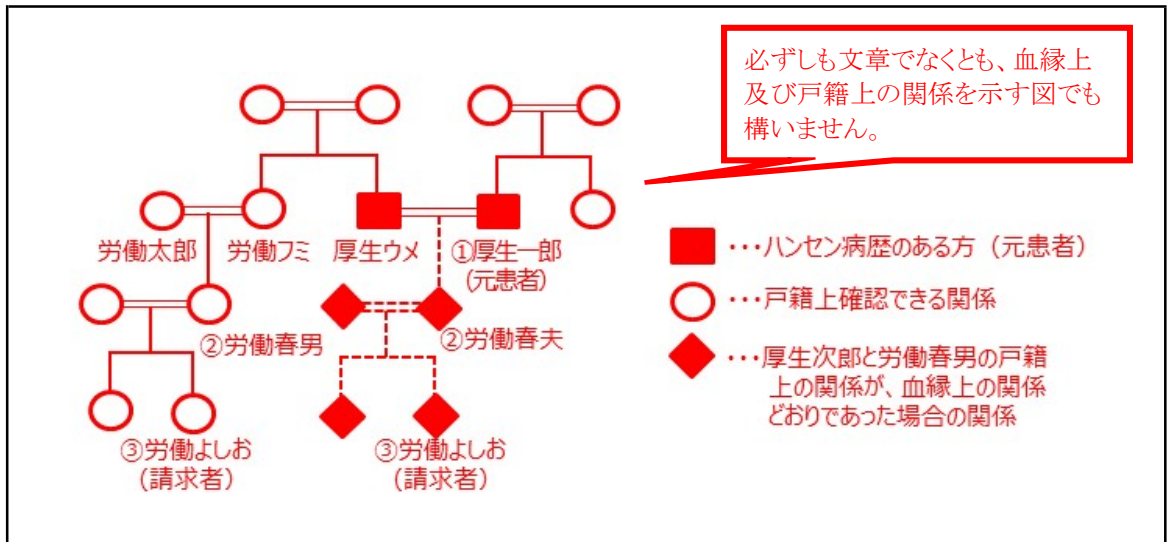 必ずしも文章でなくとも、血縁上
及び戸籍上の関係を示す図でも
構いません。
労働太郎
労働フミ
厚生ウメ
①厚生一郎
(元患者)
②労働春男
②労働春夫
③労働よしお
(請求者)
③労働よしお
(請求者)
・・・ハンセン病歴のある方（元患者）
・・・戸籍上確認できる関係
・・・厚生次郎と労働春男の戸籍
上の関係が、血縁上の関係
どおりであった場合の関係